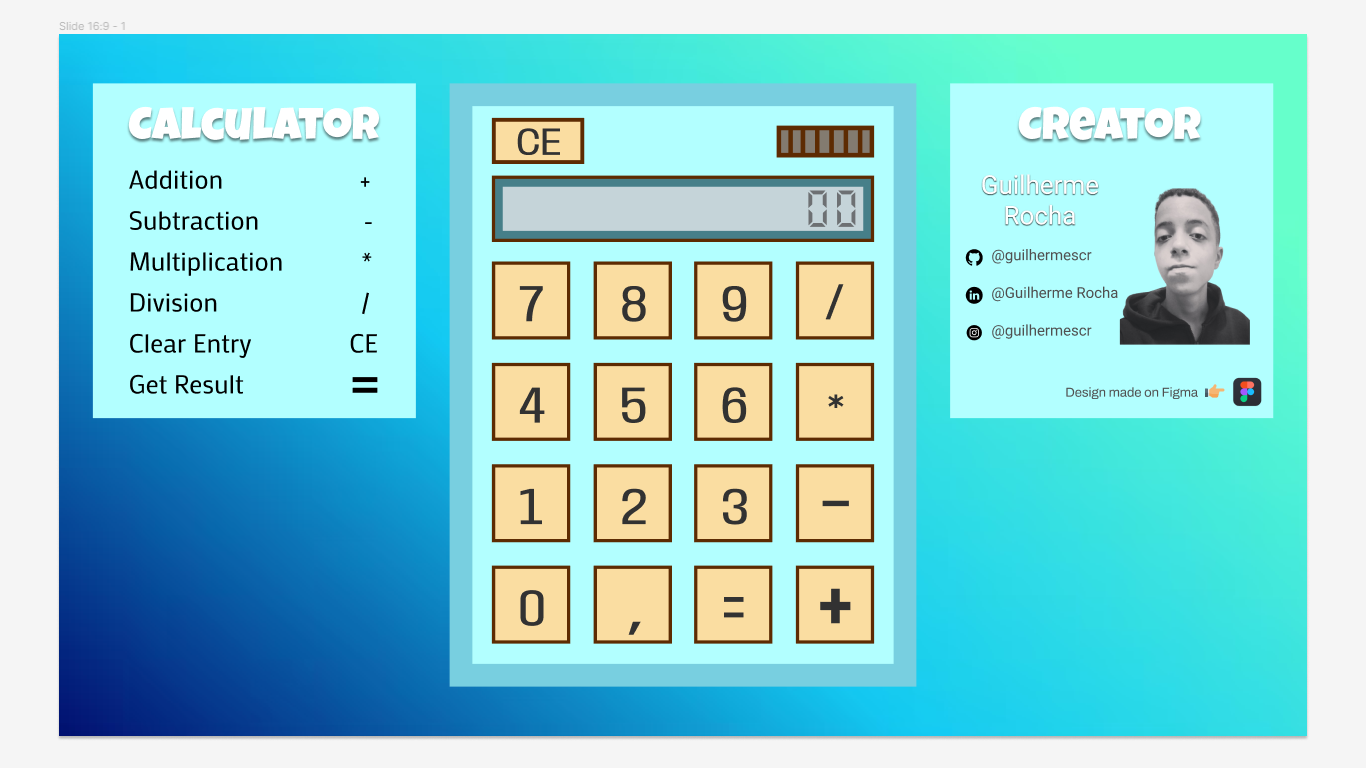 Slide 16:9 - 1
CALCULATOR
Addition +
Subtraction -
Multiplication *
Division /
Clear Entry CE
Get Result =
CE
00
7 8 9 /
4 5 6 *
1 2 3 -
0 , = +
CReATOR
Guilherme
Rocha
@guilhermescr
in @Guilherme Rocha
@guilhermescr
Design made on Figma